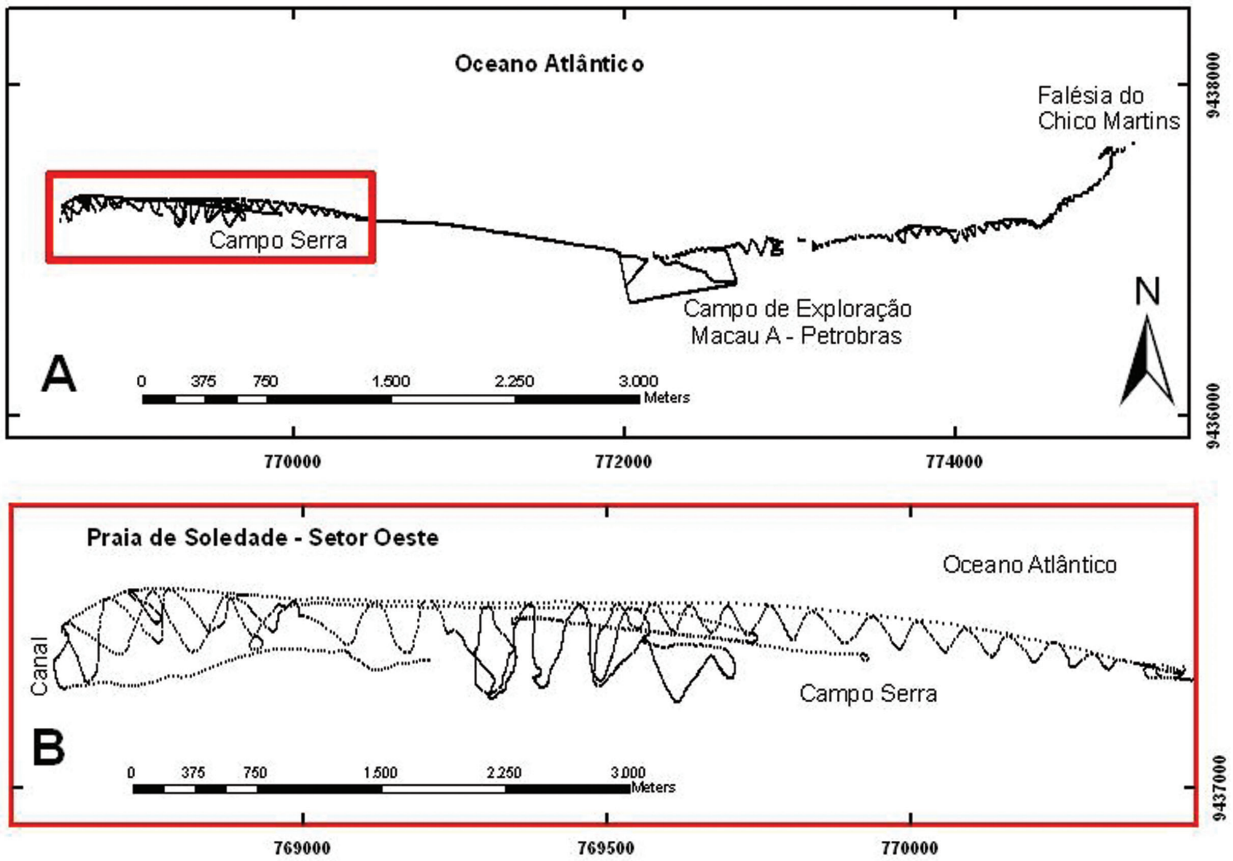 Oceano Atlântico
9438000
Falésia do
Chico Martins
Campo Serra
N
Campo de Exploração
Macau A - Petrobras
A
0 375 750 1.500 2.250 3.000
Meters
9436000
770000 772000 774000
Praia de Soledade - Setor Oeste
Oceano Atlântico
Canal
Campo Serra
B
0 375 750 1.500 2.250 3.000
Meters
9437000
769000 769500 770000